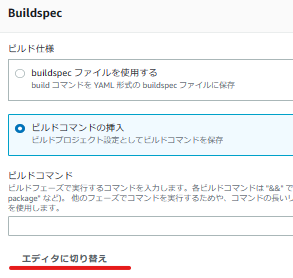 Buildspec
ビルド仕様
buildspec ファイルを使用する
build コマンドを YAML 形式の buildspec ファイルに保存
ビルドコマンドの挿入
ビルドプロジェクト設定としてビルドコマンドを保存
ビルドコマンド
ビルドフェーズで実行するコマンドを入力します。各ビルドコマンドは "&&" で
package" など)。他のフェーズでコマンドを実行するためや、コマンドの長いリ
を使用します。
エディタに切り替え